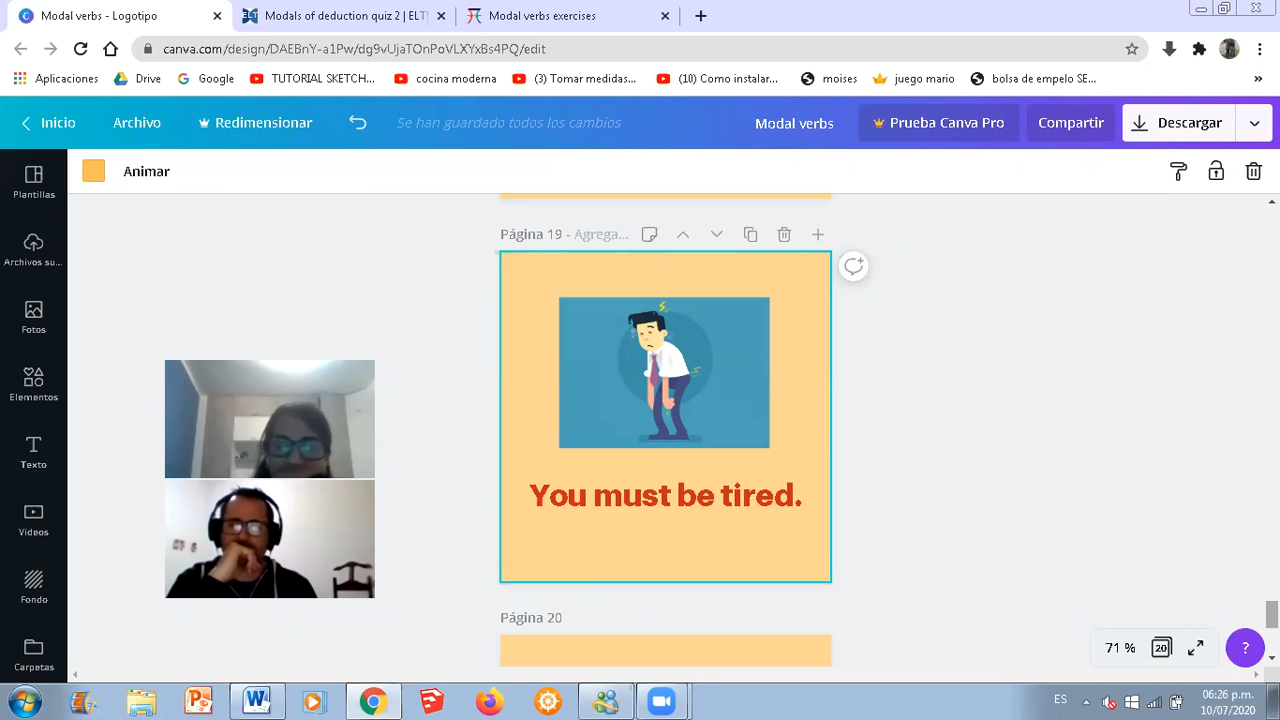 Modal verbs - Logotipo
Modals of deduction quiz 2 | ELT
Modal verbs exercises
canva.com/design/DAEBnY-a1Pw/dg9vUjaTOnPoVLXYxBs4PQ/edit
Aplicaciones
Drive
Google
TUTORIAL SKETCH...
cocina moderna
(3) Tomar medidas...
(10) Como instalar...
moises
juego mario
bolsa de empelo SE...
»
Inicio
Archivo
Redimensionar
Se han guardado todos los cambios
Modal verbs
Prueba Canva Pro
Compartir
Descargar
Animar
Plantillas
Archivos su...
Fotos
Elementos
Texto
Videos
Fondo
Carpetas
Página 19 - Agrega...
You must be tired.
Página 20
71 %
20
?
ES
06:26 p.m.
10/07/2020